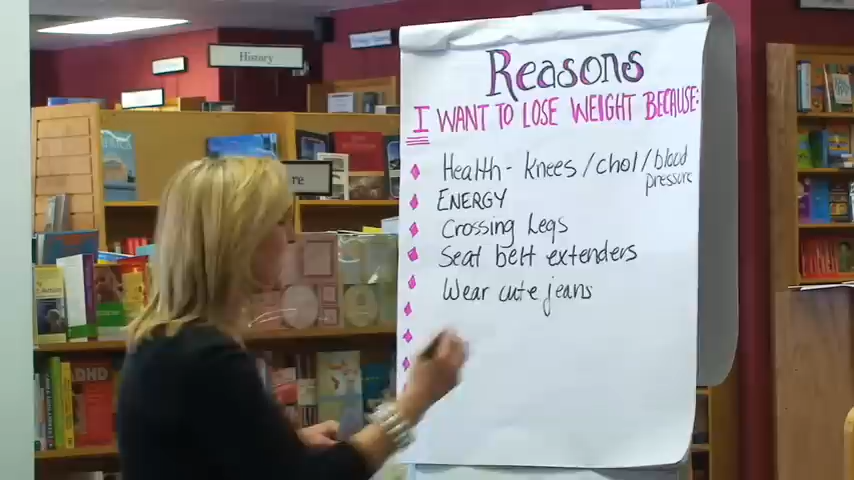 History
Reasons
I WANT TO LOSE WEIGHT BECAUSE:
Health - knees/chol/blood
pressure
ENERGY
Crossing Legs
Seat belt extenders
Wear cute jeans
re
ADHD